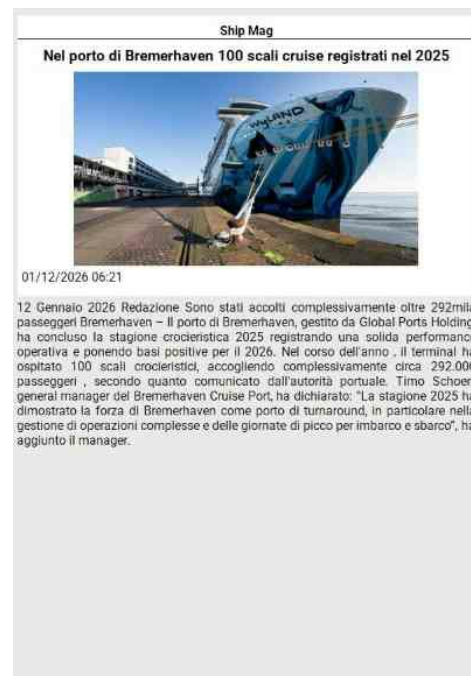 Ship Mag
Nel porto di Bremerhaven 100 scali cruise registrati nel 2025
WWLAND
01/12/2026 06:21
12 Gennaio 2026 Redazione Sono stati accolti complessivamente oltre 292mila
passeggeri Bremerhaven – Il porto di Bremerhaven, gestito da Global Ports Holding
ha concluso la stagione crocieristica 2025 registrando una solida performance
operativa e ponendo basi positive per il 2026. Nel corso dell'anno , il terminal ha
ospitato 100 scali crocieristici, accogliendo complessivamente circa 292.000
passeggeri , secondo quanto comunicato dall'autorità portuale. Timo Schoen
general manager del Bremerhaven Cruise Port, ha dichiarato: "La stagione 2025 ha
dimostrato la forza di Bremerhaven come porto di turnaround, in particolare nella
gestione di operazioni complesse e delle giornate di picco per imbarco e sbarco", ha
aggiunto il manager.